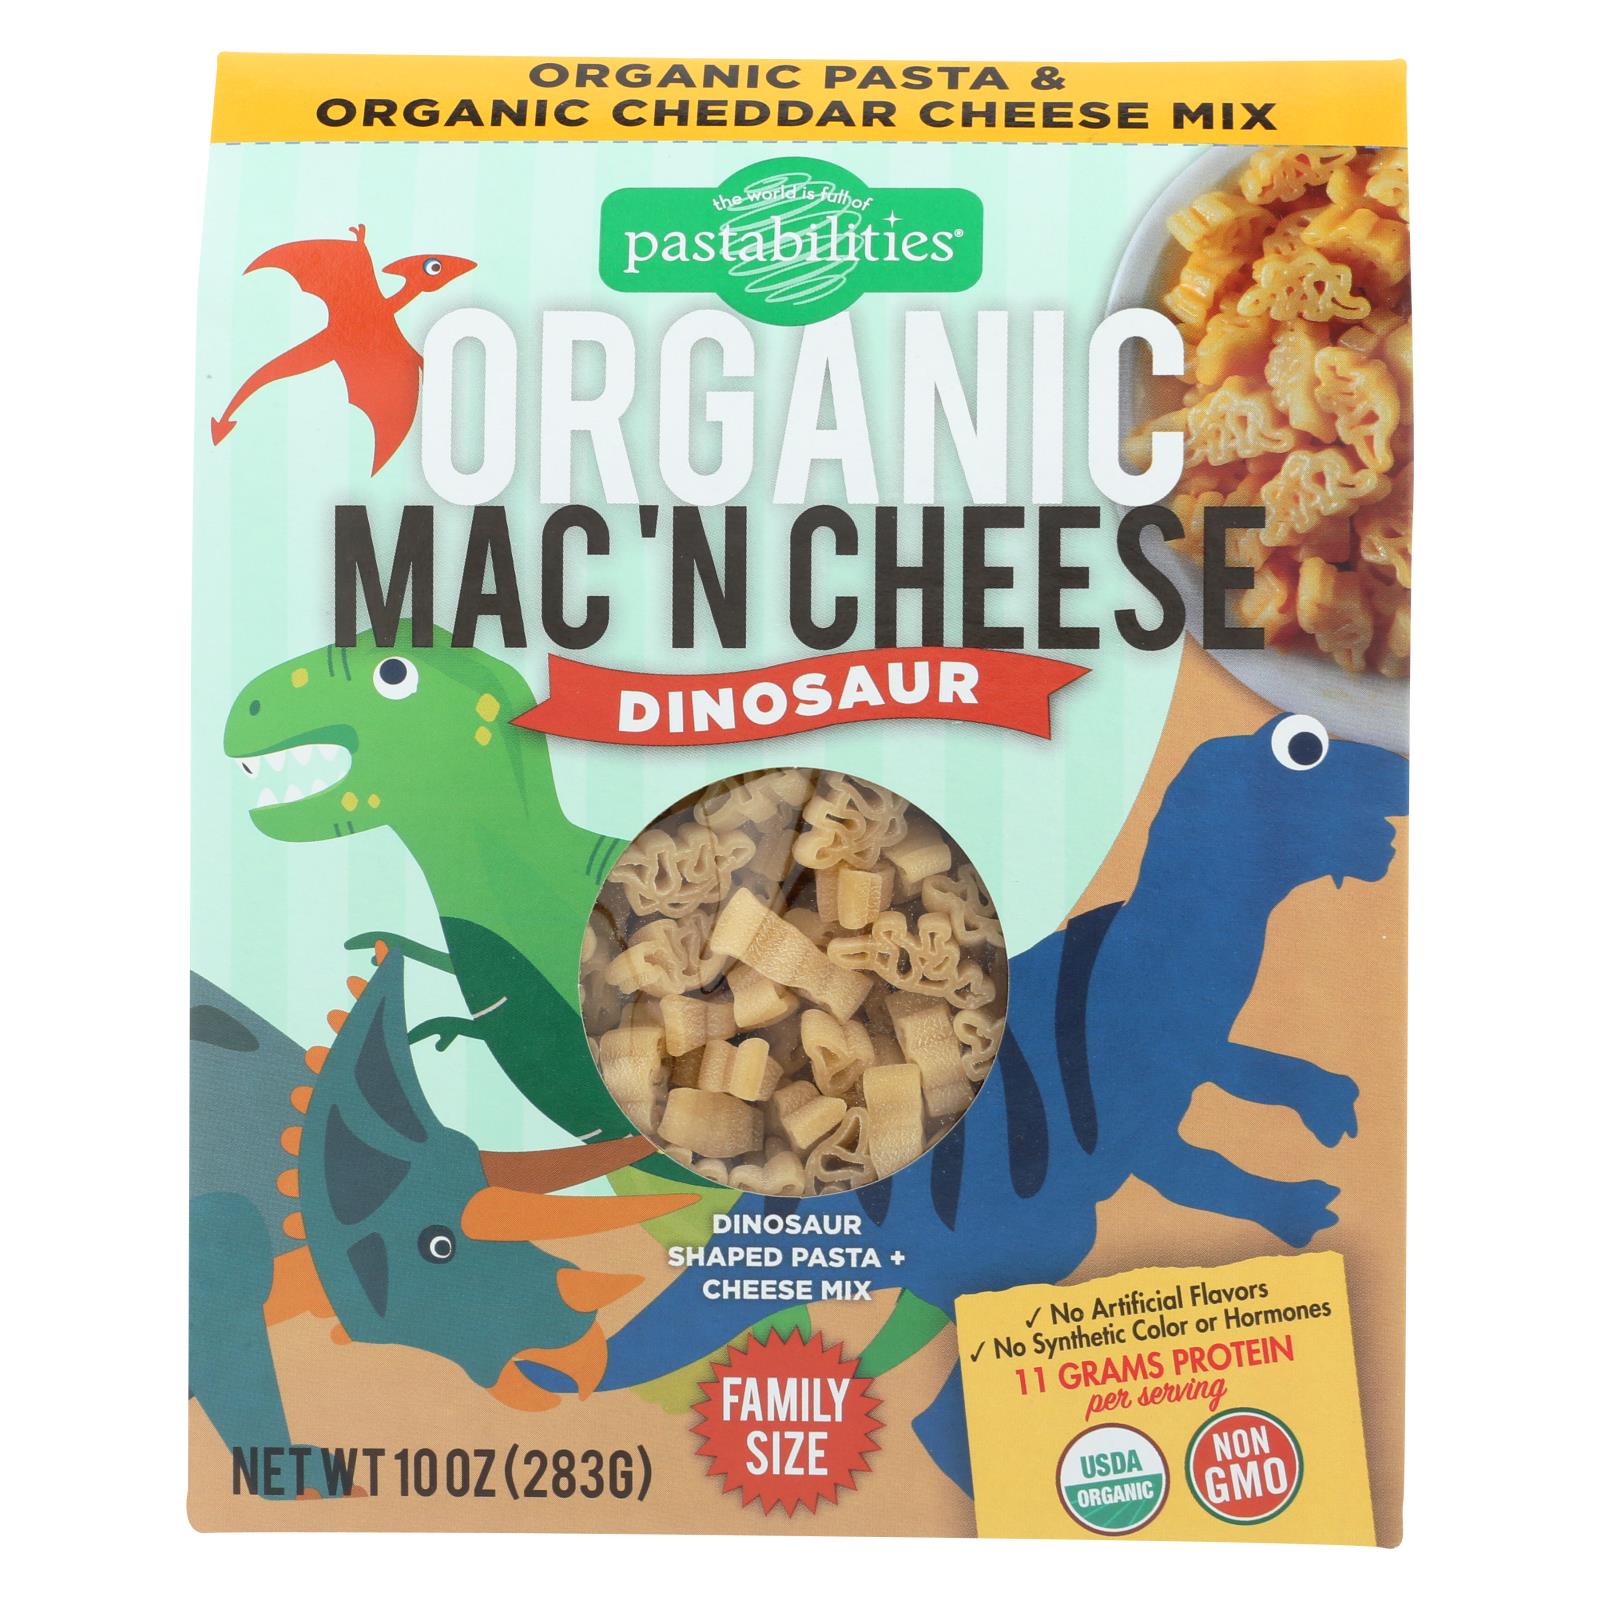 ORGANIC PASTA &
ORGANIC CHEDDAR CHEESE MIX
the world is full of
pastabilities®
ORGANIC
MAC 'N CHEESE
DINOSAUR
DINOSAUR
SHAPED PASTA +
CHEESE MIX
FAMILY
SIZE
NET WT 10 OZ (283G)
✓ No Artificial Flavors
✓ No Synthetic Color or Hormones
11 GRAMS PROTEIN
per serving
USDA
ORGANIC
NON
GMO